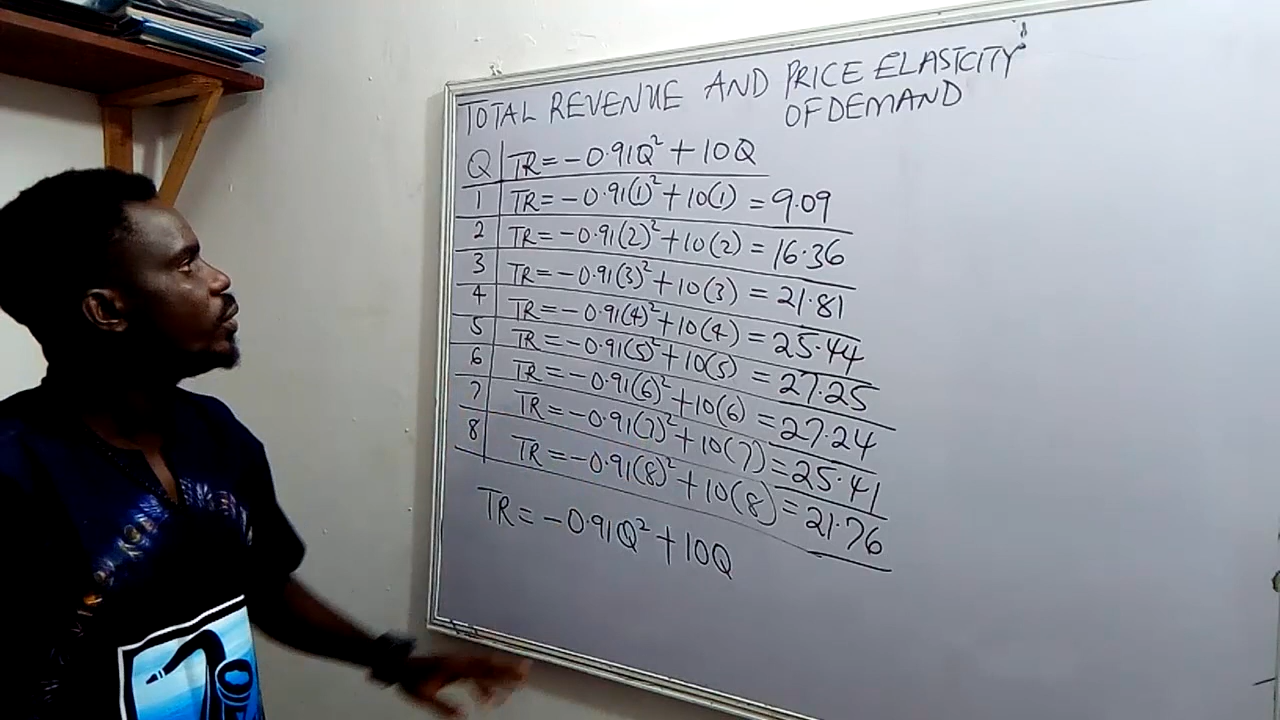 TOTAL REVENUE AND PRICE ELASTCITY
OF DEMAND
Q TR = -0.91Q² + 10Q
1 TR = -0.91(1)² + 10(1) = 9.09
2 TR = -0.91(2)² + 10(2) = 16.36
3 TR = -0.91(3)² + 10(3) = 21.81
4 TR = -0.91(4)² + 10(4) = 25.44
5 TR = -0.91(5)² + 10(5) = 27.25
6 TR = -0.91(6)² + 10(6) = 27.24
7 TR = -0.91(7)² + 10(7) = 25.41
8 TR = -0.91(8)² + 10(8) = 21.76
TR = -0.91Q² + 10Q